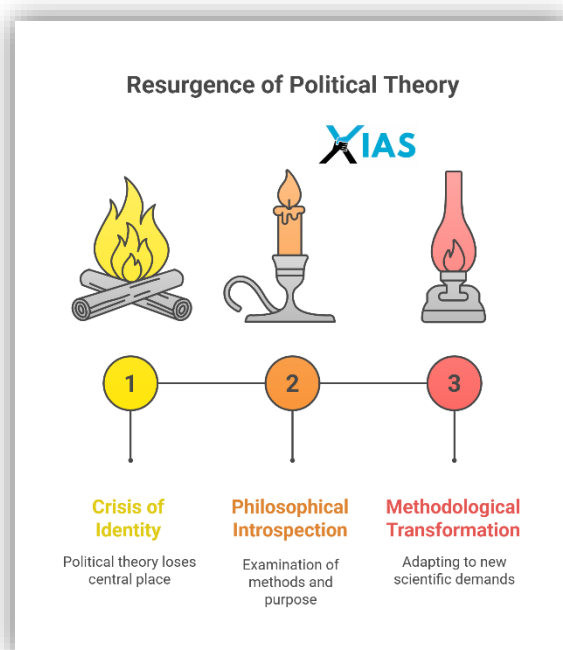 Resurgence of Political Theory
XIAS
1
2
3
Crisis of
Identity
Political theory loses
central place
Philosophical
Introspection
Examination of
methods and
purpose
Methodological
Transformation
Adapting to new
scientific demands